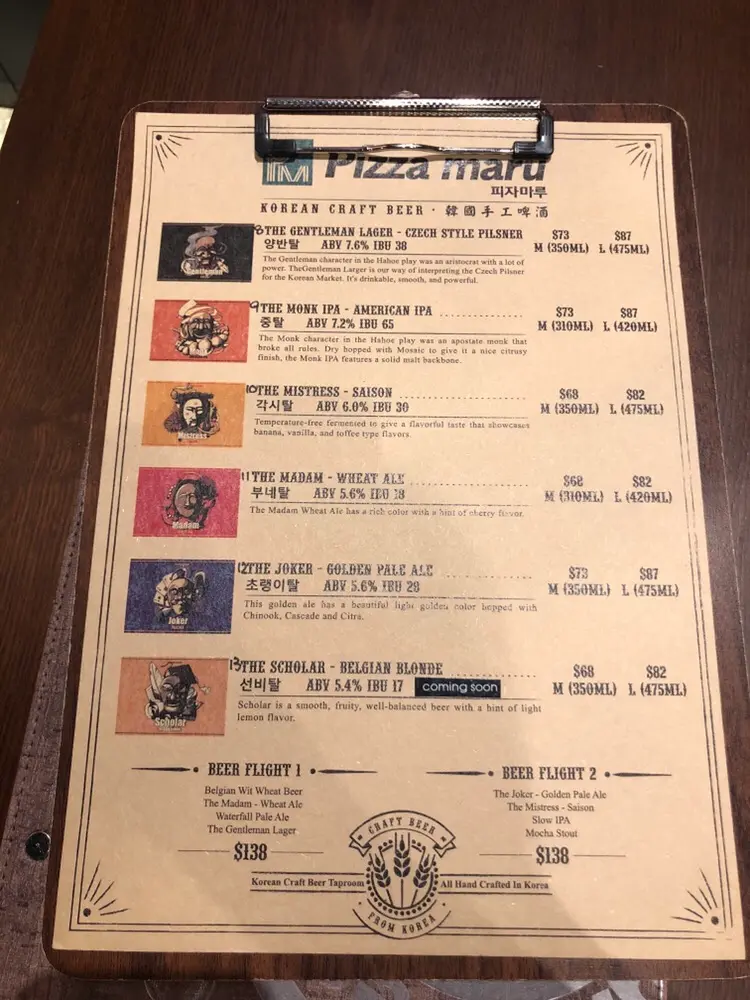 Pizza maru
피자마루
KOREAN CRAFT BEER · 韓國手工啤酒
Gentleman
8 THE GENTLEMAN LAGER - CZECH STYLE PILSNER $73 $87
양반탈 ABV 7.6% IBU 38 M (350ML) L (475ML)
The Gentleman character in the Hahoe play was an aristocrat with a lot of
power. TheGentleman Larger is our way of interpreting the Czech Pilsner
for the Korean Market. It's drinkable, smooth, and powerful.
9 THE MONK IPA - AMERICAN IPA $73 $87
중탈 ABV 7.2% IBU 65 M (310ML) L (420ML)
The Monk character in the Hahoe play was an apostate monk that
broke all rules. Dry hopped with Mosaic to give it a nice citrusy
finish, the Monk IPA features a solid malt backbone.
Mistress
10 THE MISTRESS - SAISON $68 $82
각시탈 ABV 6.0% IBU 30 M (350ML) L (475ML)
Temperature-free fermented to give a flavorful taste that showcases
banana, vanilla, and toffee type flavors.
Madam
11 THE MADAM - WHEAT ALE $68 $82
부네탈 ABV 5.6% IBU 18 M (310ML) L (420ML)
The Madam Wheat Ale has a rich color with a hint of cherry flavor.
Joker
12 THE JOKER - GOLDEN PALE ALE $73 $87
초랭이탈 ABV 5.6% IBU 28 M (350ML) L (475ML)
This golden ale has a beautiful light golden color hopped with
Chinook, Cascade and Citra.
Scholar
13 THE SCHOLAR - BELGIAN BLONDE $68 $82
선비탈 ABV 5.4% IBU 17 coming soon M (350ML) L (475ML)
Scholar is a smooth, fruity, well-balanced beer with a hint of light
lemon flavor.
BEER FLIGHT 1
Belgian Wit Wheat Beer
The Madam - Wheat Ale
Waterfall Pale Ale
The Gentleman Lager
$138
BEER FLIGHT 2
The Joker - Golden Pale Ale
The Mistress - Saison
Slow IPA
Mocha Stout
$138
CRAFT BEER
Korean Craft Beer Taproom
All Hand Crafted In Korea
FROM KOREA